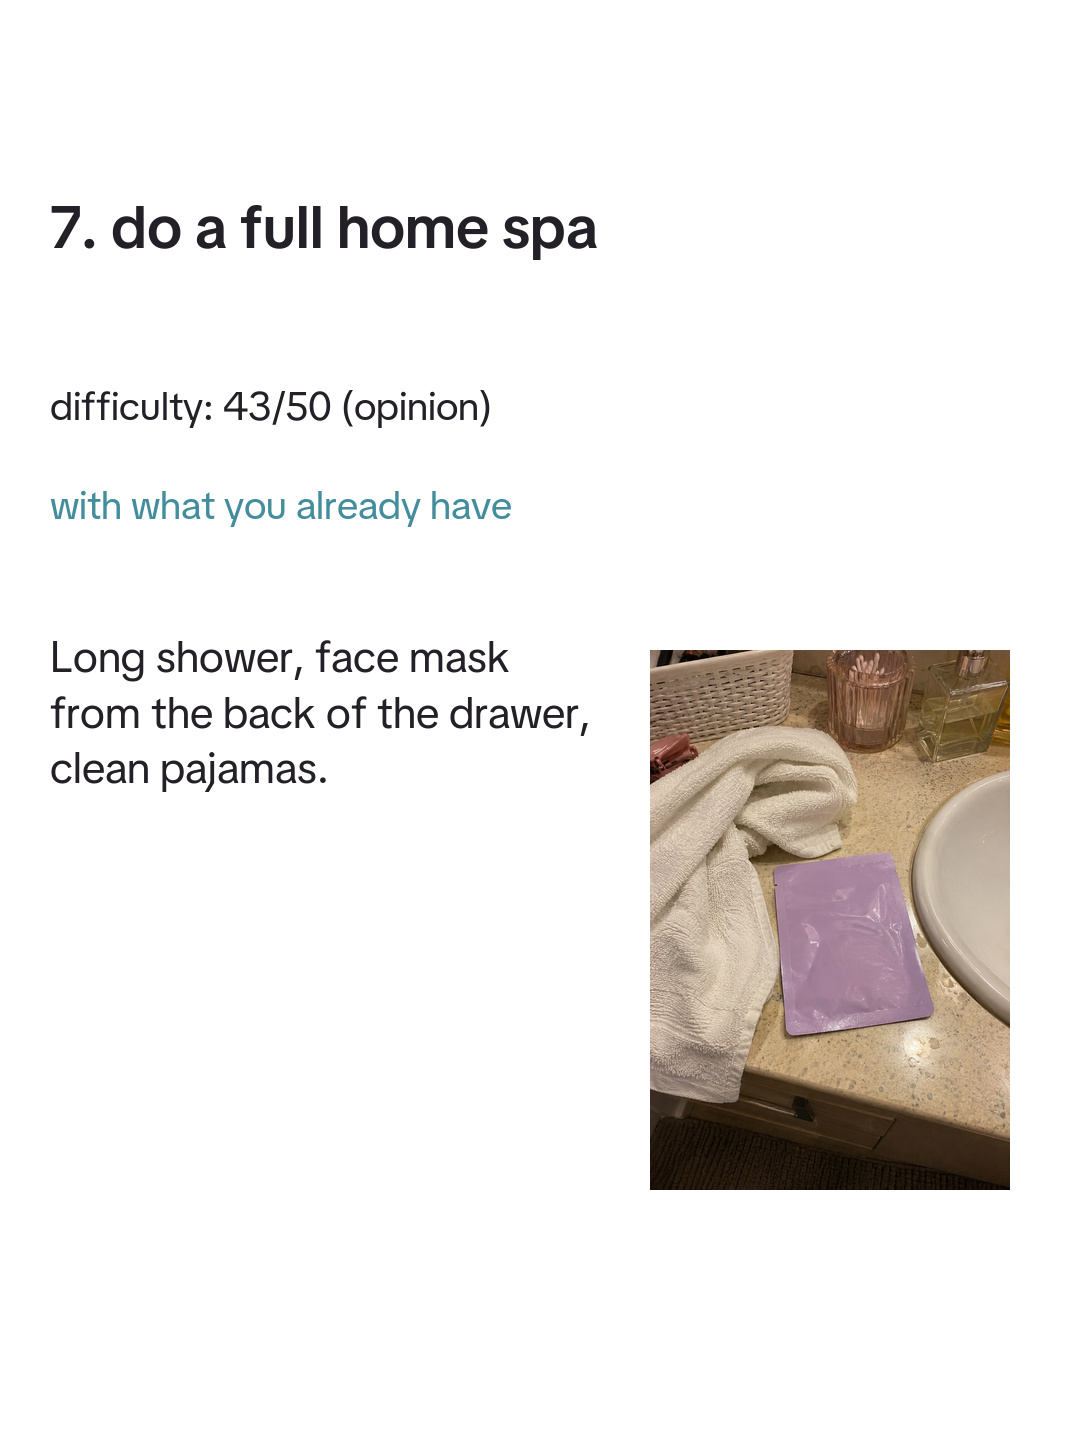 7. do a full home spa
difficulty: 43/50 (opinion)
with what you already have
Long shower, face mask
from the back of the drawer,
clean pajamas.